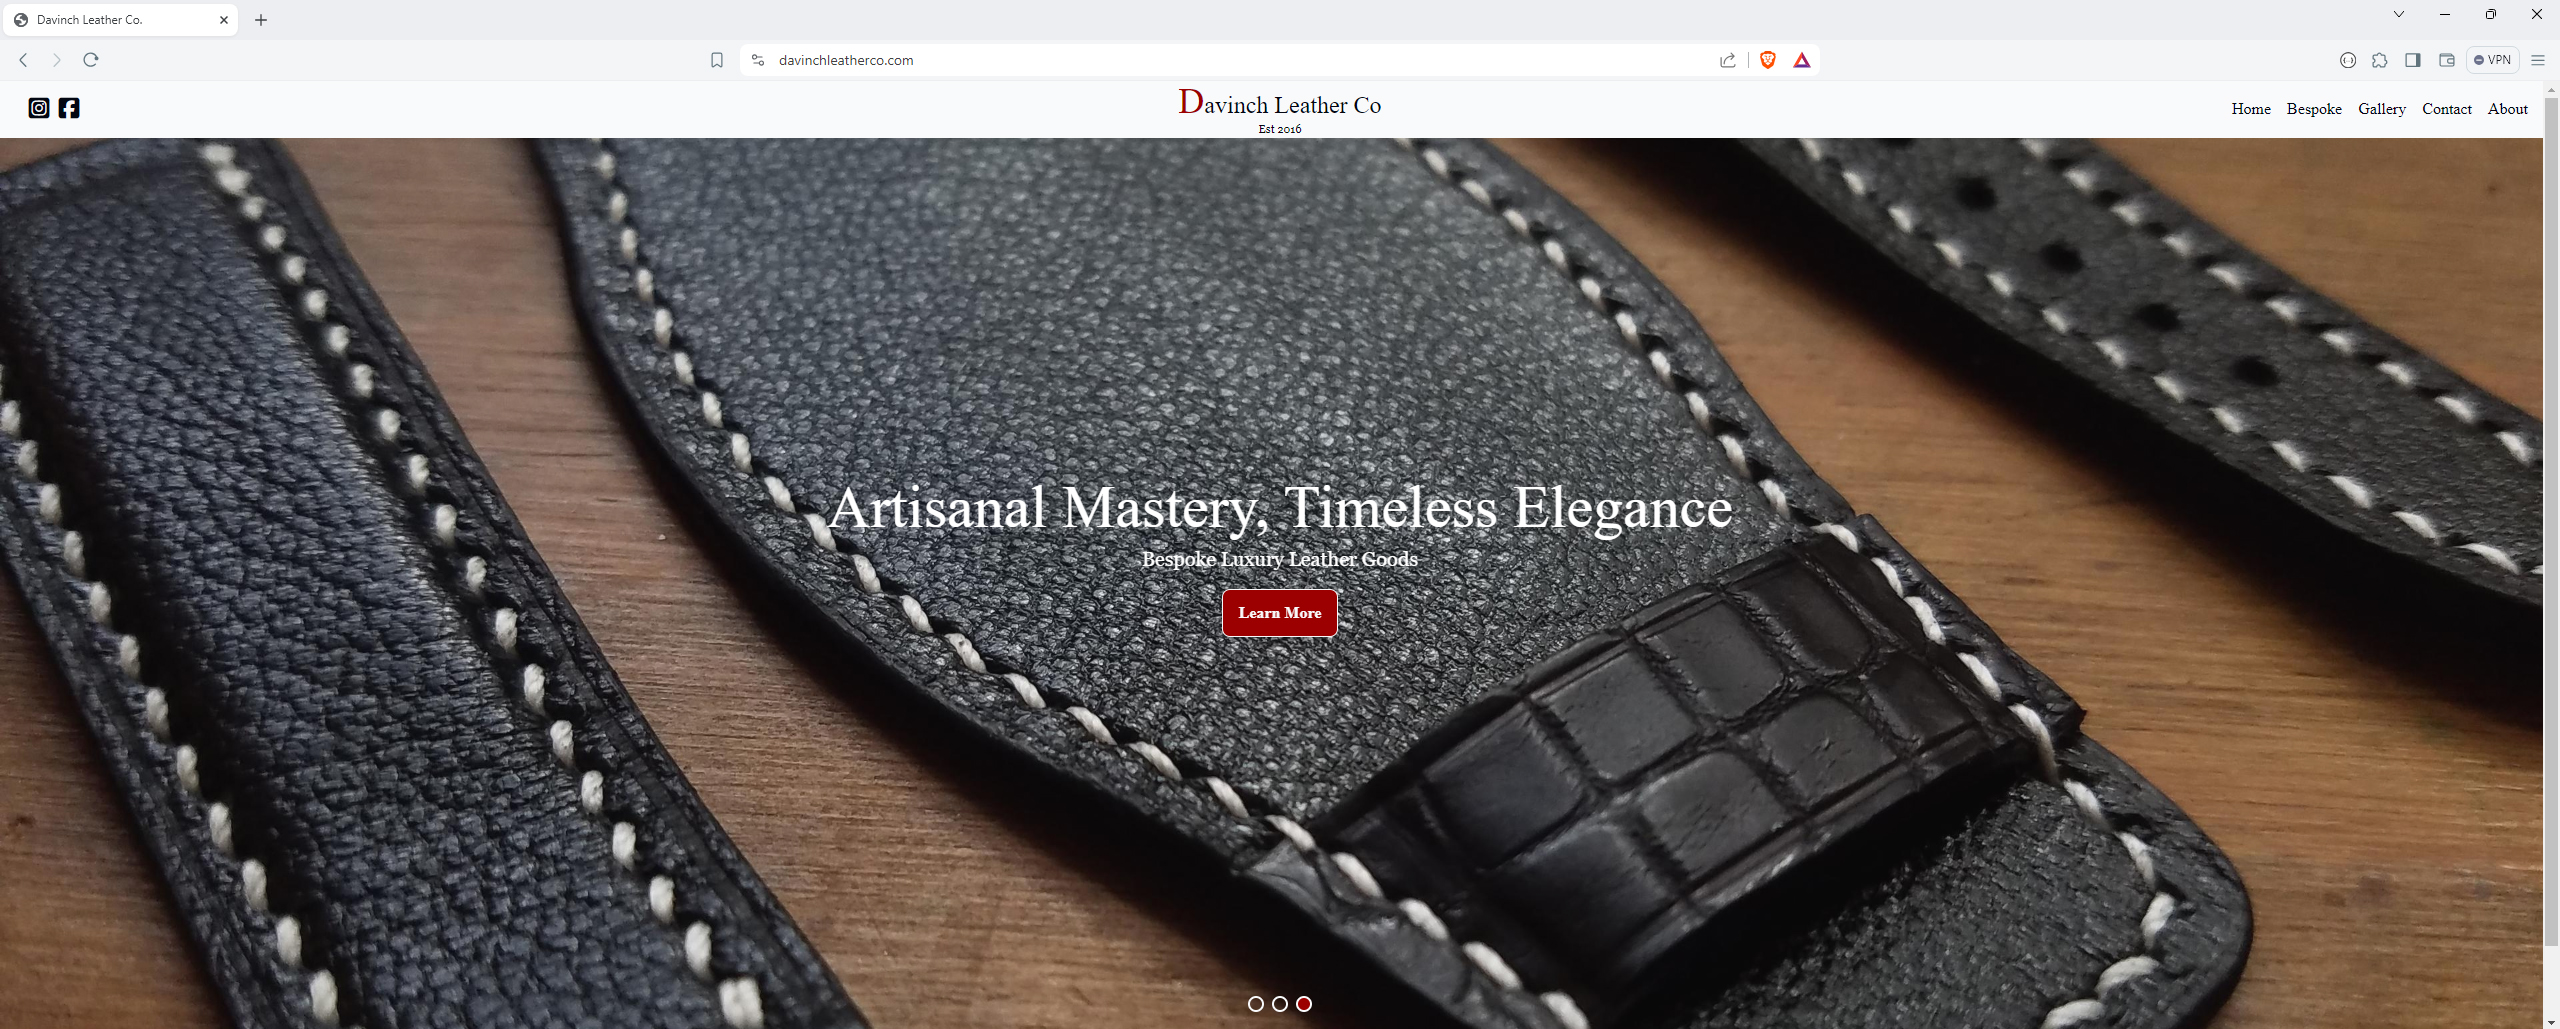 Davinch Leather Co.
davinchleatherco.com
VPN
Davinch Leather Co
Est 2016
Home Bespoke Gallery Contact About
Artisanal Mastery, Timeless Elegance
Bespoke Luxury Leather Goods
Learn More